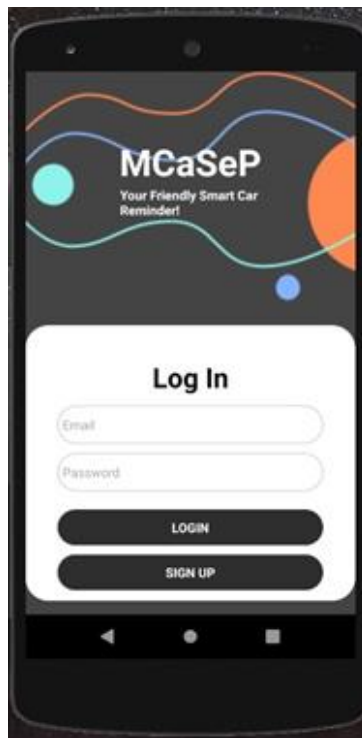 MCaSeP
Your Friendly Smart Car
Reminder!
Log In
Email
Password
LOGIN
SIGN UP